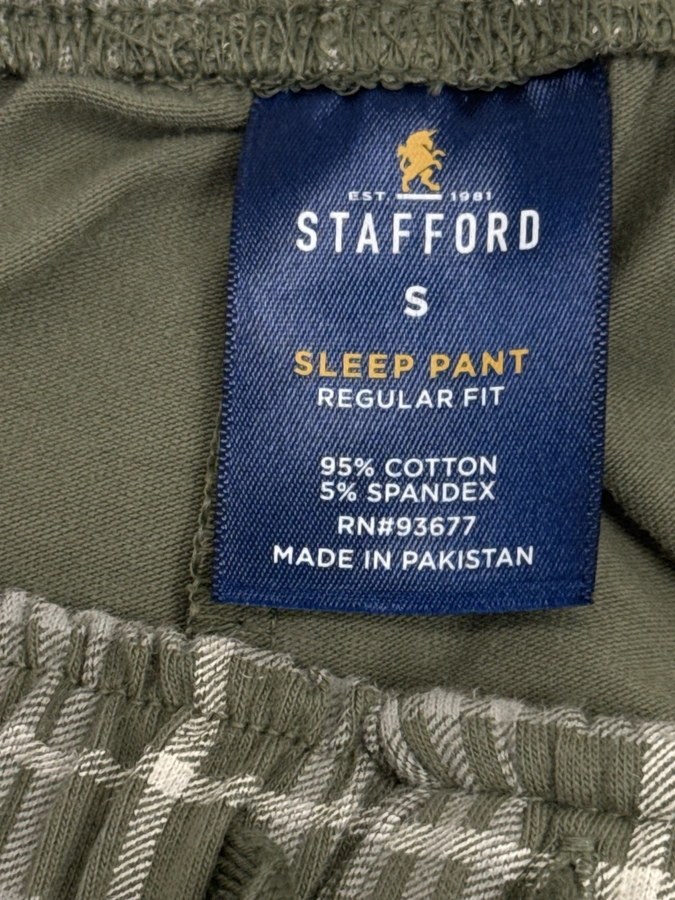 EST. 1981
STAFFORD
S
SLEEP PANT
REGULAR FIT
95% COTTON
5% SPANDEX
RN#93677
MADE IN PAKISTAN